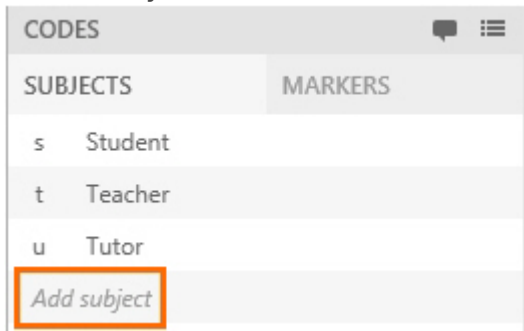 CODES
SUBJECTS MARKERS
s Student
t Teacher
u Tutor
Add subject